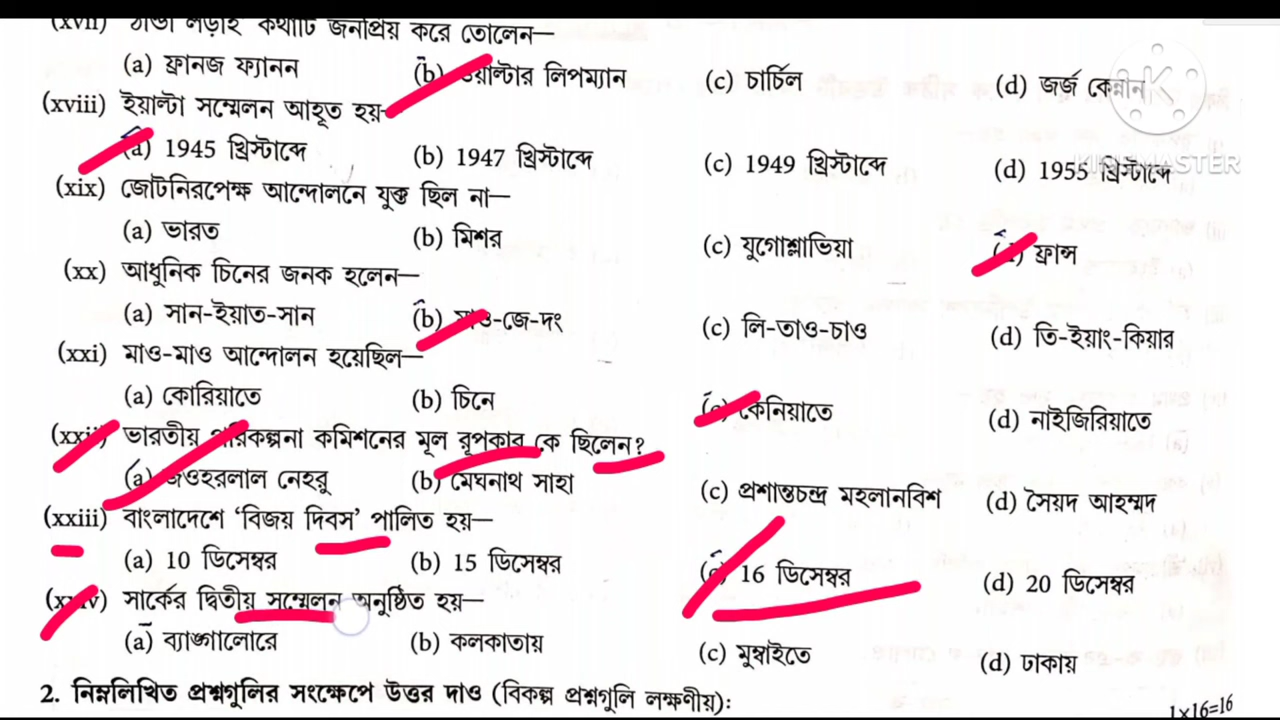 (xvii) ঠান্ডা লড়াই কথাটি জনপ্রিয় করে তোলেন—
(a) ফ্রানজ ফ্যানন (b) ওয়াল্টার লিপম্যান (c) চার্চিল (d) জর্জ কেন্নান
(xviii) ইয়াল্টা সম্মেলন আহূত হয়—
(a) 1945 খ্রিস্টাব্দে (b) 1947 খ্রিস্টাব্দে (c) 1949 খ্রিস্টাব্দে (d) 1955 খ্রিস্টাব্দে
KINEMASTER
(xix) জোটনিরপেক্ষ আন্দোলনে যুক্ত ছিল না—
(a) ভারত (b) মিশর (c) যুগোশ্লাভিয়া (d) ফ্রান্স
(xx) আধুনিক চিনের জনক হলেন—
(a) সান-ইয়াত-সান (b) মাও-জে-দং (c) লি-তাও-চাও (d) তি-ইয়াং-কিয়ার
(xxi) মাও-মাও আন্দোলন হয়েছিল—
(a) কোরিয়াতে (b) চিনে (c) কেনিয়াতে (d) নাইজিরিয়াতে
(xxii) ভারতীয় পরিকল্পনা কমিশনের মূল রূপকার কে ছিলেন?
(a) জওহরলাল নেহরু (b) মেঘনাথ সাহা (c) প্রশান্তচন্দ্র মহলানবিশ (d) সৈয়দ আহম্মদ
(xxiii) বাংলাদেশে ‘বিজয় দিবস’ পালিত হয়—
(a) 10 ডিসেম্বর (b) 15 ডিসেম্বর (c) 16 ডিসেম্বর (d) 20 ডিসেম্বর
(xxiv) সার্কের দ্বিতীয় সম্মেলন অনুষ্ঠিত হয়—
(a) ব্যাঙ্গালোরে (b) কলকাতায় (c) মুম্বাইতে (d) ঢাকায়
2. নিম্নলিখিত প্রশ্নগুলির সংক্ষেপে উত্তর দাও (বিকল্প প্রশ্নগুলি লক্ষণীয়): 1×16=16